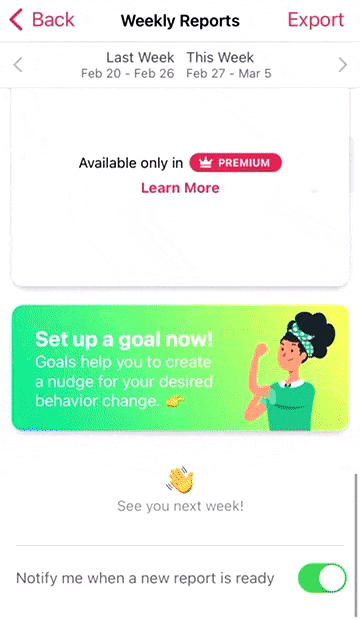 Back Weekly Reports Export
Last Week This Week
Feb 20 - Feb 26 Feb 27 - Mar 5
Available only in PREMIUM
Learn More
Set up a goal now!
Goals help you to create
a nudge for your desired
behavior change. 👉
👋
See you next week!
Notify me when a new report is ready